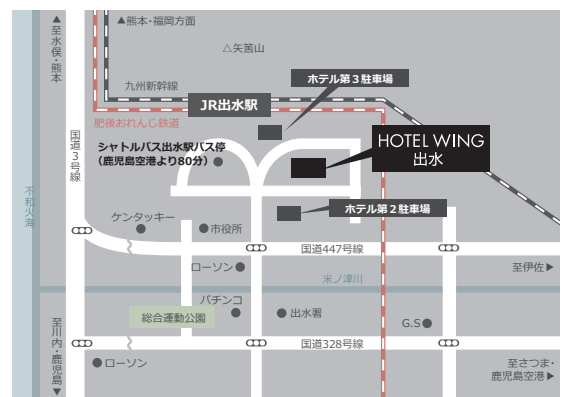 ▲至水俣・熊本
▲熊本・福岡方面
△矢筈山
九州新幹線
ホテル第3駐車場
JR出水駅
肥後おれんじ鉄道
国道3号線
シャトルバス出水駅バス停
(鹿児島空港より80分)
HOTEL WING
出水
不和火海
ケンタッキー
市役所
ホテル第2駐車場
国道447号線
ローソン
米ノ津川
至伊佐▶
パチンコ
総合運動公園
出水署
G.S
国道328号線
至川内・鹿児島▼
ローソン
至さつま・
鹿児島空港▶